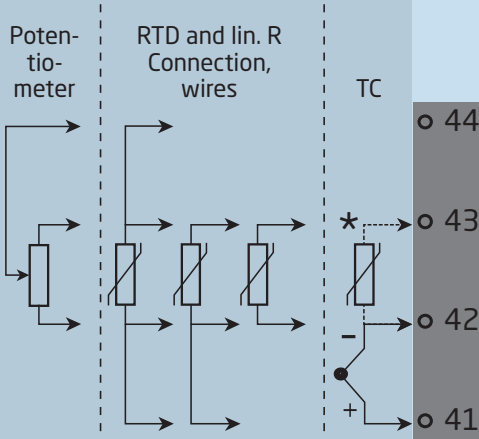 Poten-
tio-
meter
RTD and lin. R
Connection,
wires
TC
44
*
43
42
-
+
41